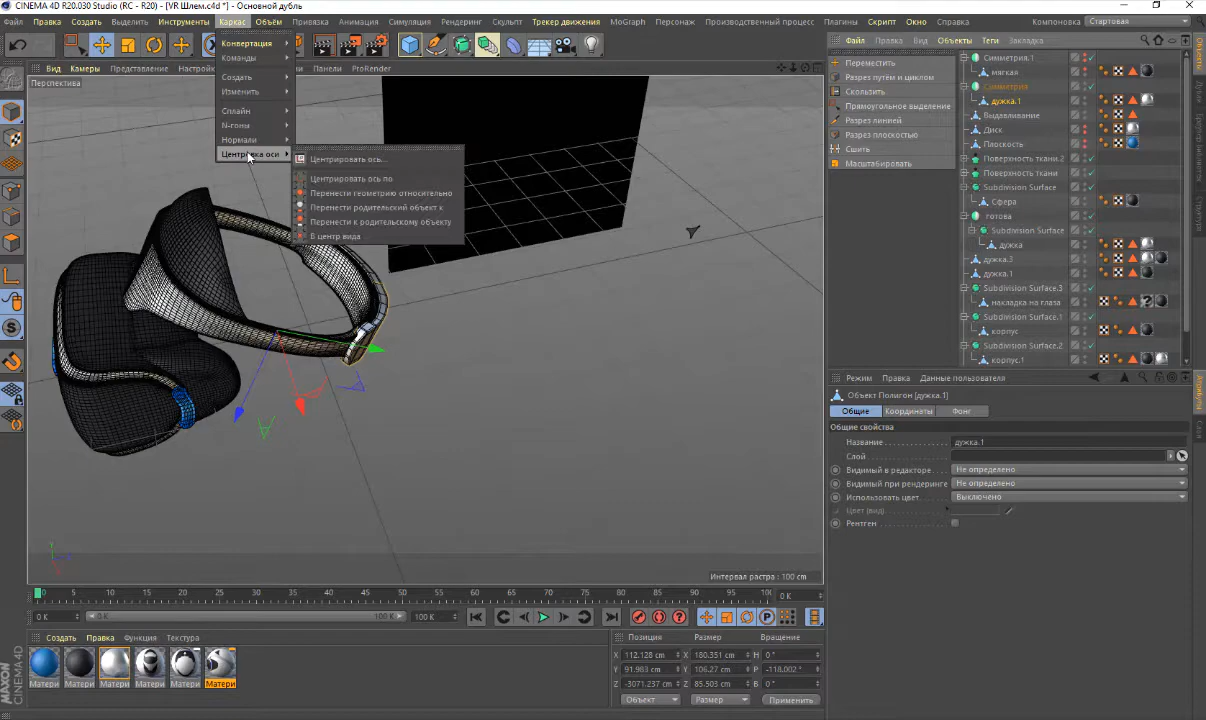 CINEMA 4D R20.030 Studio (RC - R20) - [VR Шлем.c4d *] - Основной дубль
Файл Правка Создать Выделить Инструменты Каркас Объём Привязка Анимация Симуляция Рендеринг Скульпт Трекер движения MoGraph Персонаж Производственный процесс Плагины Скрипт Окно Справка Компоновка Стартовая
Конвертация
Команды
Создать
Изменить
Сплайн
N-гоны
Нормали
Центровка оси
Центрировать ось...
Центрировать ось по
Перенести геометрию относительно
Перенести родительский объект к
Перенести к родительскому объекту
В центр вида
Вид Камеры Представление Настройк Панели ProRender
Перспектива
Интервал растра : 100 cm
Переместить
Разрез путём и циклом
Скользить
Прямоугольное выделение
Разрез линией
Разрез плоскостью
Сшить
Масштабировать
Файл Правка Объекты Теги Закладка
Симметрия.1
мягкая
Симметрия
дужка.1
Выдавливание
Диск
Плоскость
Поверхность ткани.2
Поверхность ткани
Subdivision Surface
Сфера
готова
Subdivision Surface
дужка
дужка.3
дужка.1
Subdivision Surface.3
накладка на глаза
Subdivision Surface.1
корпус
Subdivision Surface.2
корпус.1
Режим Правка Данные пользователя
Объект Полигон [дужка.1]
Общие Координаты Фонг
Общие свойства
Название дужка.1
Слой
Видимый в редакторе Не определено
Видимый при рендеринге Не определено
Использовать цвет Выключено
Цвет (вид)
Рентген
Объекты
Структура
Атрибуты
Слои
0 5 10 15 20 25 30 35 40 45 50 55 60 65 70 75 80 85 90 95 100 0 K
0 K 0 K 100 K 100 K
Создать Правка Функция Текстура
Матери Матери Матери Матери Матери Матери
Позиция Размер Вращение
X 112.128 cm X 180.351 cm H 0 °
Y 91.983 cm Y 106.27 cm P -118.002 °
Z -3071.237 cm Z 85.503 cm B 0 °
Объект Размер Применить
MAXON
CINEMA 4D